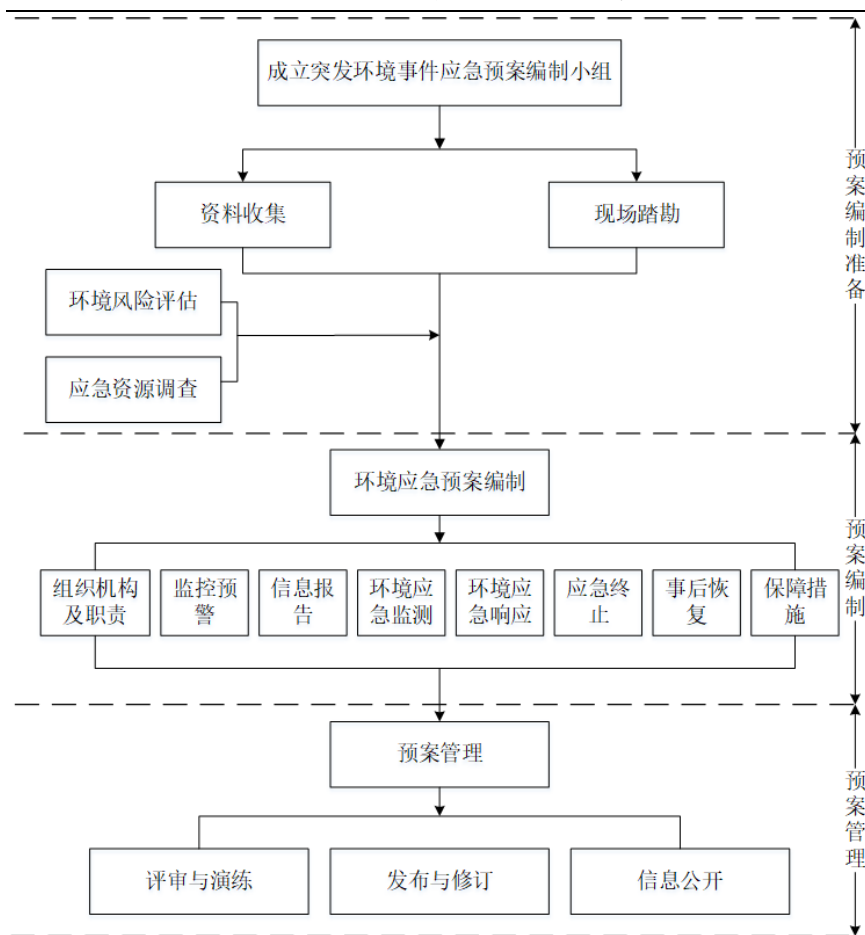 成立突发环境事件应急预案编制小组
资料收集
现场踏勘
环境风险评估
应急资源调查
预案编制准备
环境应急预案编制
组织机构
及职责
监控预
警
信息报
告
环境应
急监测
环境应
急响应
应急终
止
事后恢
复
保障措
施
预案编制
预案管理
评审与演练
发布与修订
信息公开
预案管理